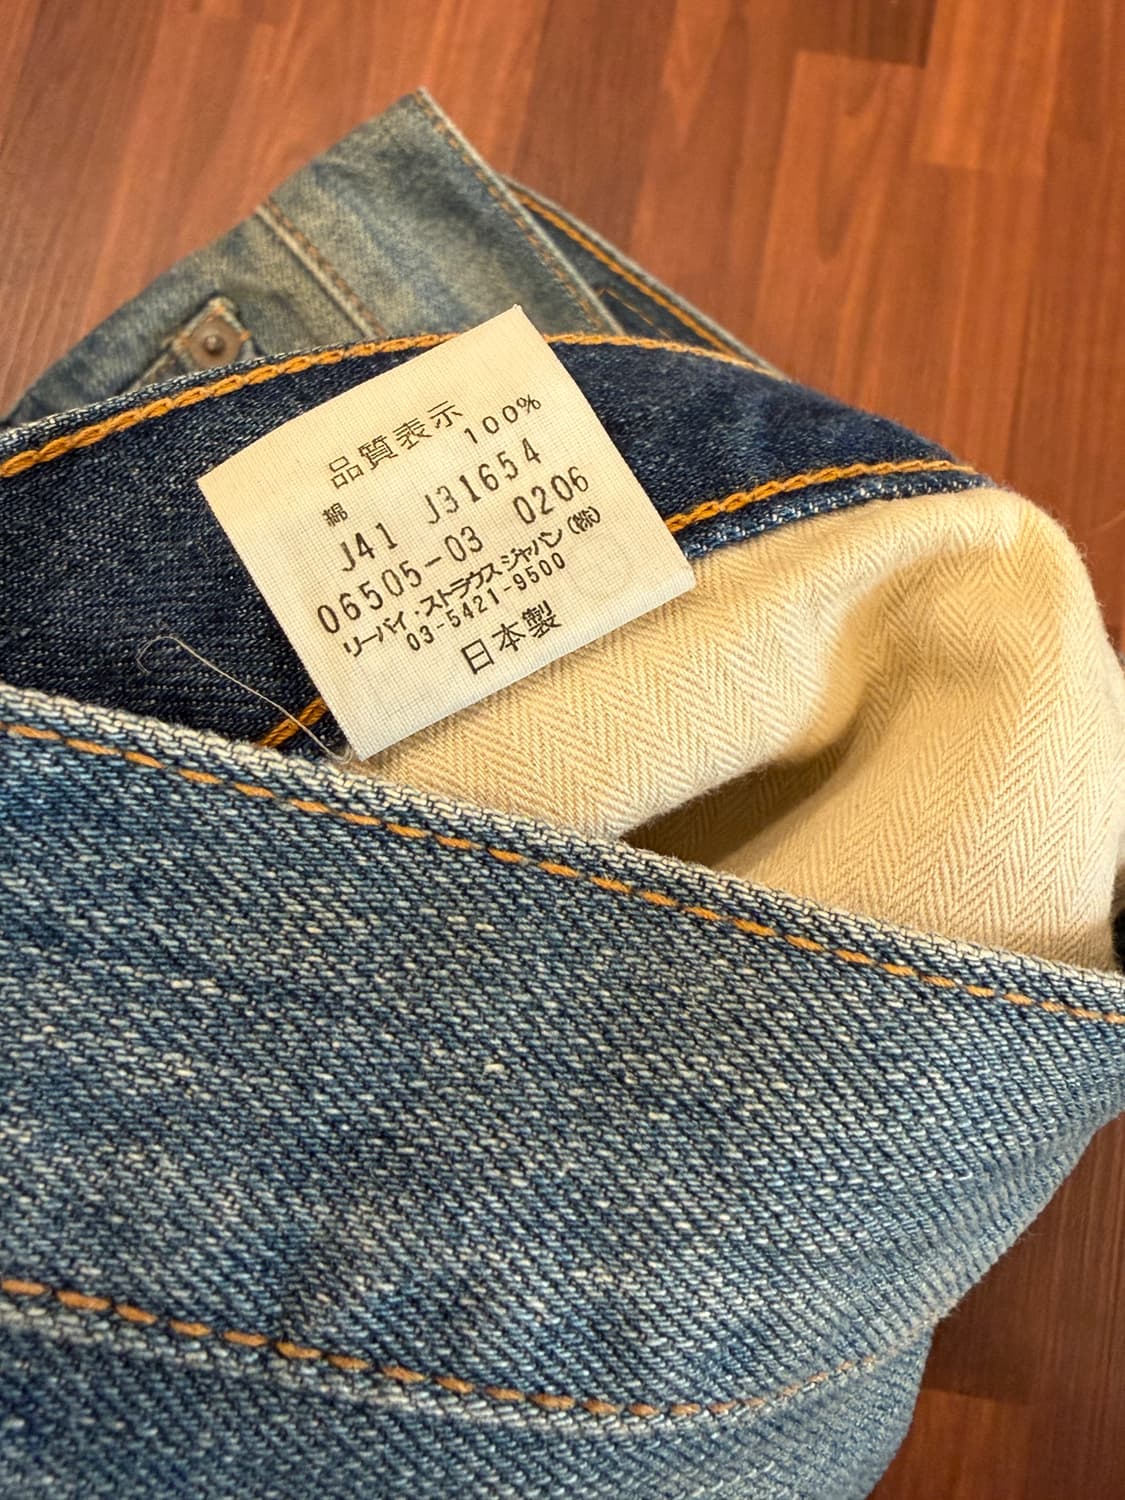 品質表示
綿 100%
J41 J31654
06505-03 0206
リーバイ・ストラウス ジャパン(株)
03-5421-9500
日本製